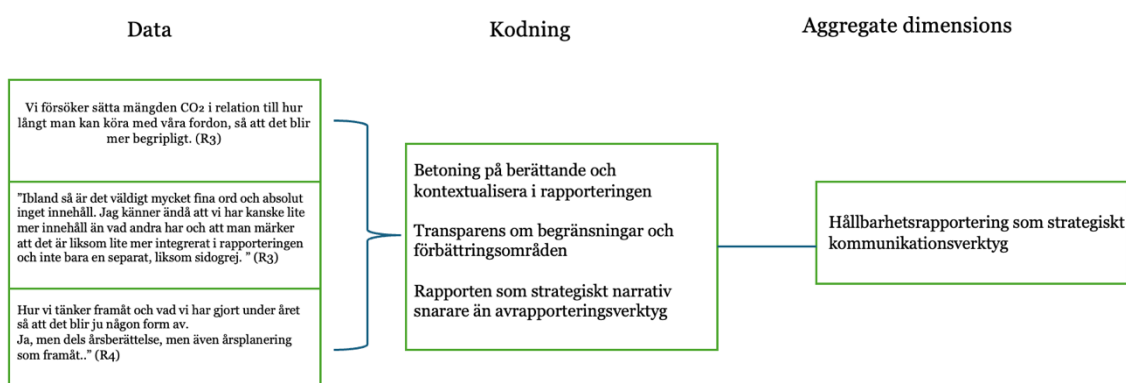 Data
Kodning
Aggregate dimensions
Vi försöker sätta mängden CO2 i relation till hur
långt man kan köra med våra fordon, så att det blir
mer begripligt. (R3)
"Ibland så är det väldigt mycket fina ord och absolut
inget innehåll. Jag känner ändå att vi har kanske lite
mer innehåll än vad andra har och att man märker
att det är liksom lite mer integrerat i rapporteringen
och inte bara en separat, liksom sidogrej. " (R3)
Hur vi tänker framåt och vad vi har gjort under året
så att det blir ju någon form av.
Ja, men dels årsberättelse, men även årsplanering
som framåt.." (R4)
Betoning på berättande och
kontextualisera i rapporteringen
Transparens om begränsningar och
förbättringsområden
Rapporten som strategiskt narrativ
snarare än avrapporteringsverktyg
Hållbarhetsrapportering som strategiskt
kommunikationsverktyg